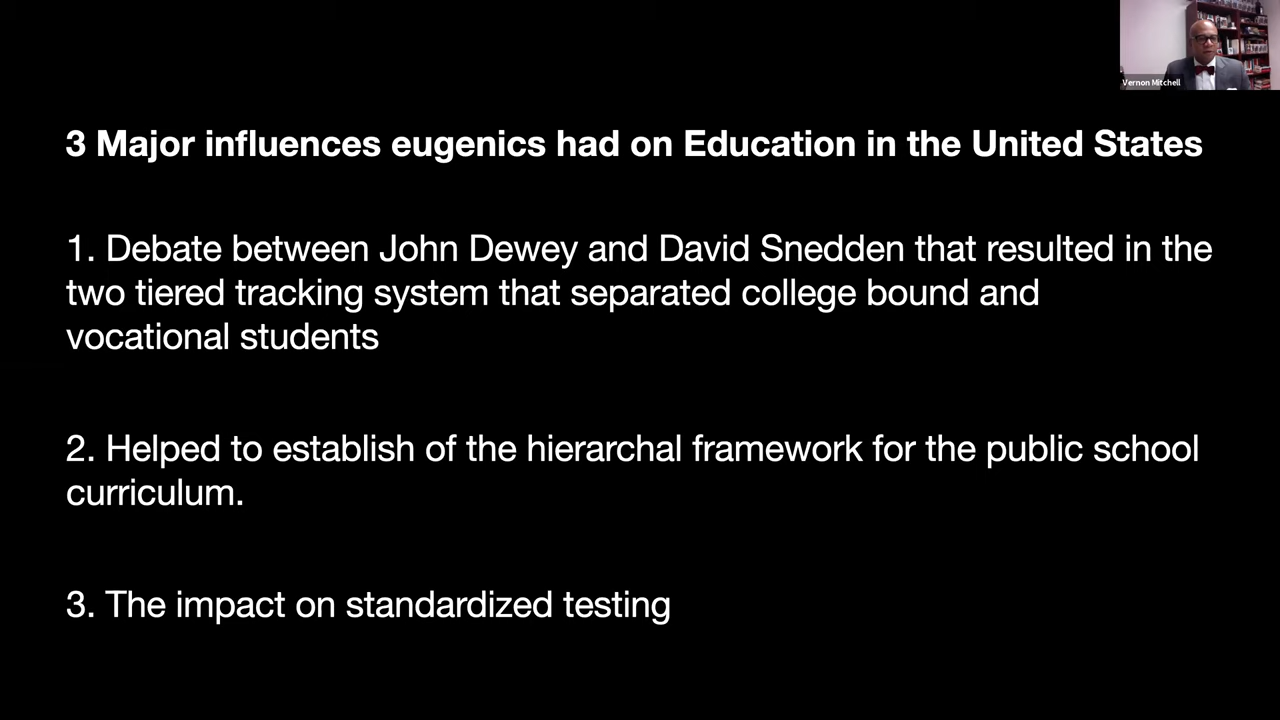 Vernon Mitchell
3 Major influences eugenics had on Education in the United States
1. Debate between John Dewey and David Snedden that resulted in the
two tiered tracking system that separated college bound and
vocational students
2. Helped to establish of the hierarchal framework for the public school
curriculum.
3. The impact on standardized testing